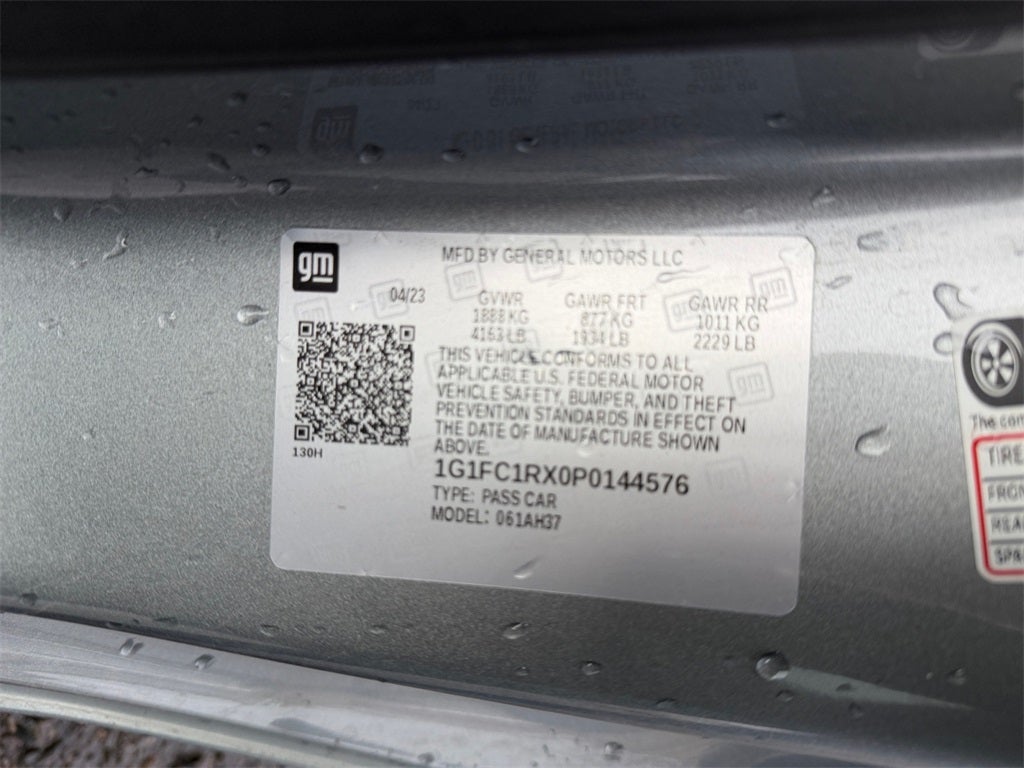 gm
MFD BY GENERAL MOTORS LLC
04/23
GVWR GAWR FRT GAWR RR
1888 KG 877 KG 1011 KG
4163 LB 1934 LB 2229 LB
THIS VEHICLE CONFORMS TO ALL
APPLICABLE U.S. FEDERAL MOTOR
VEHICLE SAFETY, BUMPER, AND THEFT
PREVENTION STANDARDS IN EFFECT ON
THE DATE OF MANUFACTURE SHOWN
ABOVE.
130H
1G1FC1RX0P0144576
TYPE: PASS CAR
MODEL: 061AH37
The
TIRE